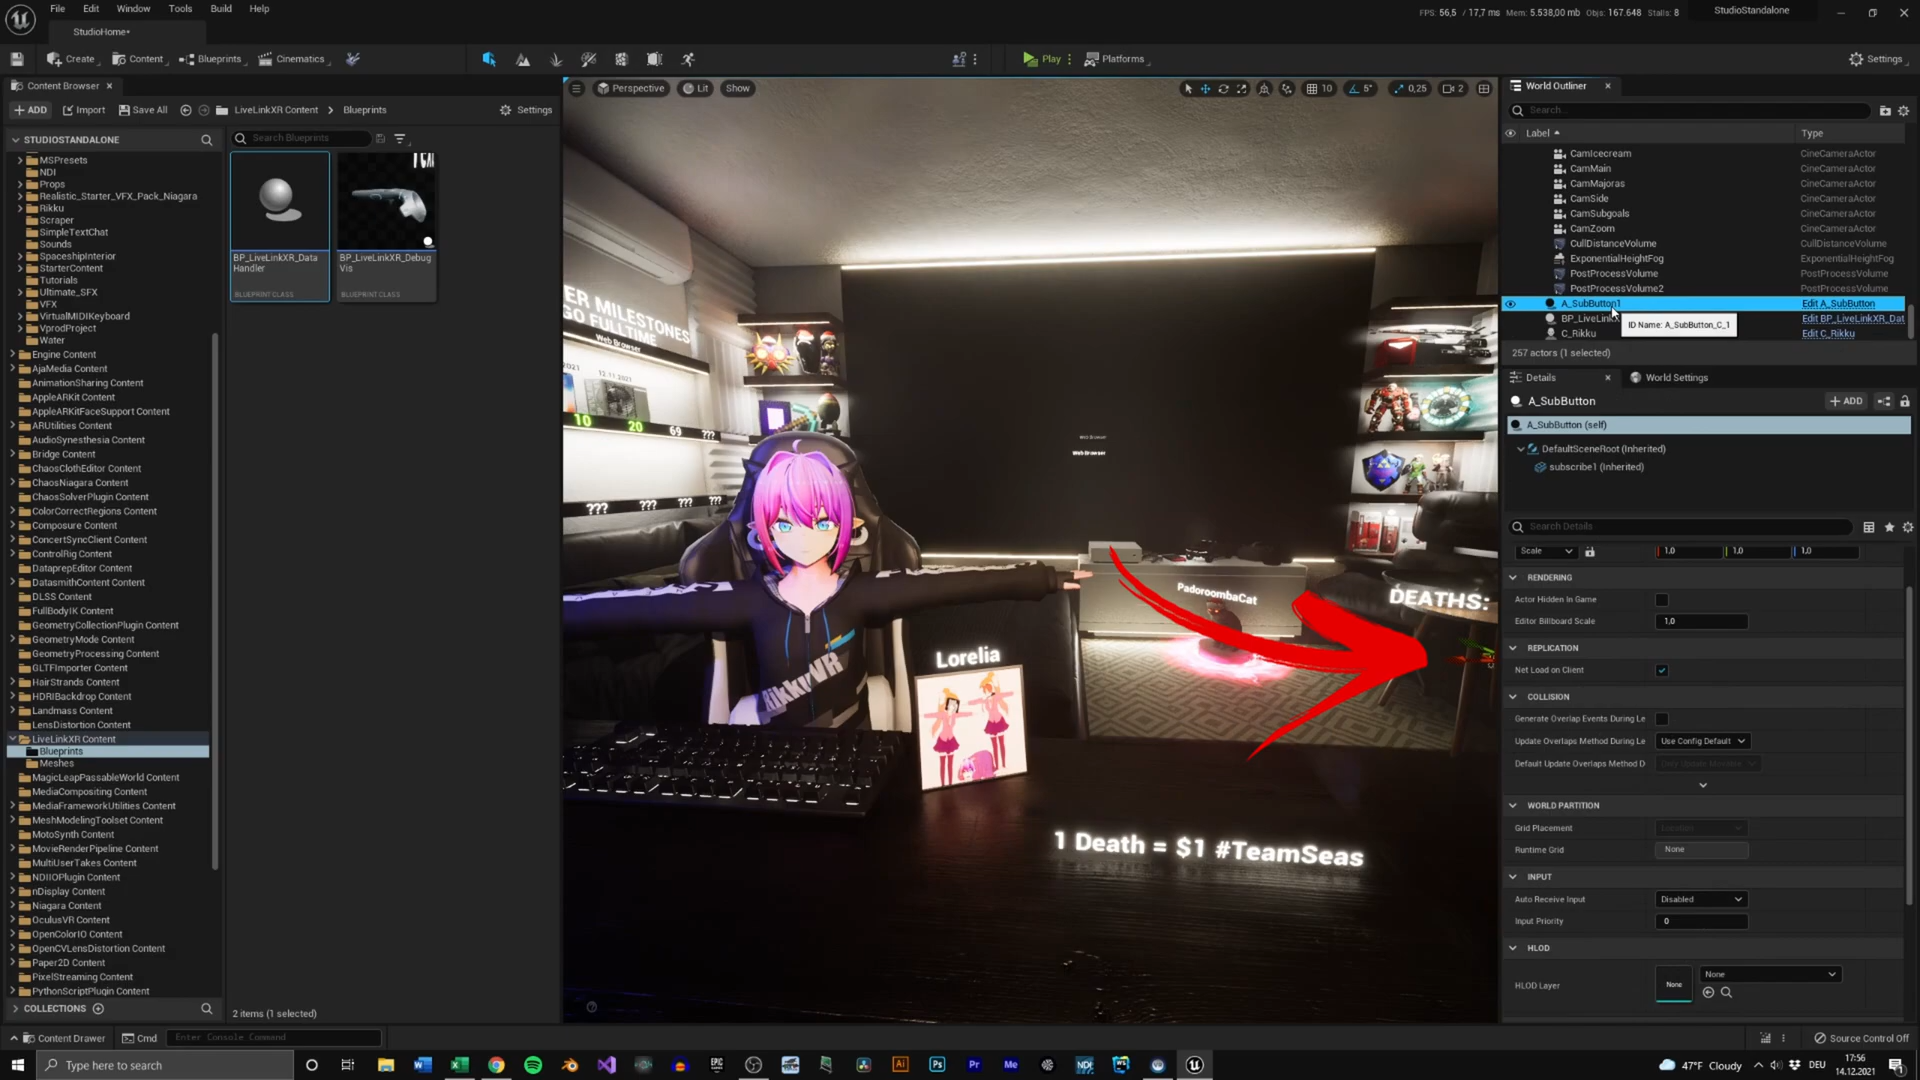 File Edit Window Tools Build Help
FPS: 56,5 / 17,7 ms Mem: 5.538,00 mb Objs: 167.648 Stalls: 8
StudioStandalone
StudioHome•
Create
Content
Blueprints
Cinematics
Play
Platforms
Settings
Content Browser
ADD
Import
Save All
LiveLinkXR Content
Blueprints
Settings
STUDIOSTANDALONE
MSPresets
NDI
Props
Realistic_Starter_VFX_Pack_Niagara
Rikku
Scraper
SimpleTextChat
Sounds
SpaceshipInterior
StarterContent
Tutorials
Ultimate_SFX
VFX
VirtualMIDIKeyboard
VprodProject
Water
Engine Content
AjaMedia Content
AnimationSharing Content
AppleARKit Content
AppleARKitFaceSupport Content
ARUtilities Content
AudioSynesthesia Content
Bridge Content
ChaosClothEditor Content
ChaosNiagara Content
ChaosSolverPlugin Content
ColorCorrectRegions Content
Composure Content
ConcertSyncClient Content
ControlRig Content
DataprepEditor Content
DatasmithContent Content
DLSS Content
FullBodyIK Content
GeometryCollectionPlugin Content
GeometryMode Content
GeometryProcessing Content
GLTFImporter Content
HairStrands Content
HDRIBackdrop Content
Landmass Content
LensDistortion Content
LiveLinkXR Content
Blueprints
Meshes
MagicLeapPassableWorld Content
MediaCompositing Content
MediaFrameworkUtilities Content
MeshModelingToolset Content
MotoSynth Content
MovieRenderPipeline Content
MultiUserTakes Content
NDIIOPlugin Content
nDisplay Content
Niagara Content
OculusVR Content
OpenColorIO Content
OpenCVLensDistortion Content
Paper2D Content
PixelStreaming Content
PythonScriptPlugin Content
COLLECTIONS
Search Blueprints
BP_LiveLinkXR_Data
Handler
BLUEPRINT CLASS
BP_LiveLinkXR_Debug
Vis
BLUEPRINT CLASS
2 items (1 selected)
Perspective
Lit
Show
10
5°
0,25
2
ER MILESTONES
GO FULLTIME
Web Browser
2021
12.11.2021
10
20
69
???
??? ??? ??? ???
Web Browser
Web Browser
PadoroombaCat
DEATHS:
RikkuVR
Lorelia
1 Death = $1 #TeamSeas
World Outliner
Search...
Label
Type
CamIcecream CineCameraActor
CamMain CineCameraActor
CamMajoras CineCameraActor
CamSide CineCameraActor
CamSubgoals CineCameraActor
CamZoom CineCameraActor
CullDistanceVolume CullDistanceVolume
ExponentialHeightFog ExponentialHeightFog
PostProcessVolume PostProcessVolume
PostProcessVolume2 PostProcessVolume
A_SubButton1 Edit A_SubButton
BP_LiveLinkX Edit BP_LiveLinkXR_Dat
ID Name: A_SubButton_C_1
C_Rikku Edit C_Rikku
257 actors (1 selected)
Details
World Settings
A_SubButton
ADD
A_SubButton (self)
DefaultSceneRoot (Inherited)
subscribe1 (Inherited)
Search Details
Scale 1,0 1,0 1,0
RENDERING
Actor Hidden In Game
Editor Billboard Scale 1,0
REPLICATION
Net Load on Client
COLLISION
Generate Overlap Events During Le
Update Overlaps Method During Le Use Config Default
Default Update Overlaps Method D Only Update Movable
WORLD PARTITION
Grid Placement Location
Runtime Grid None
INPUT
Auto Receive Input Disabled
Input Priority 0
HLOD
HLOD Layer None None
Content Drawer
Cmd
Enter Console Command
Source Control Off
Type here to search
47°F Cloudy
DEU
17:56
14.12.2021